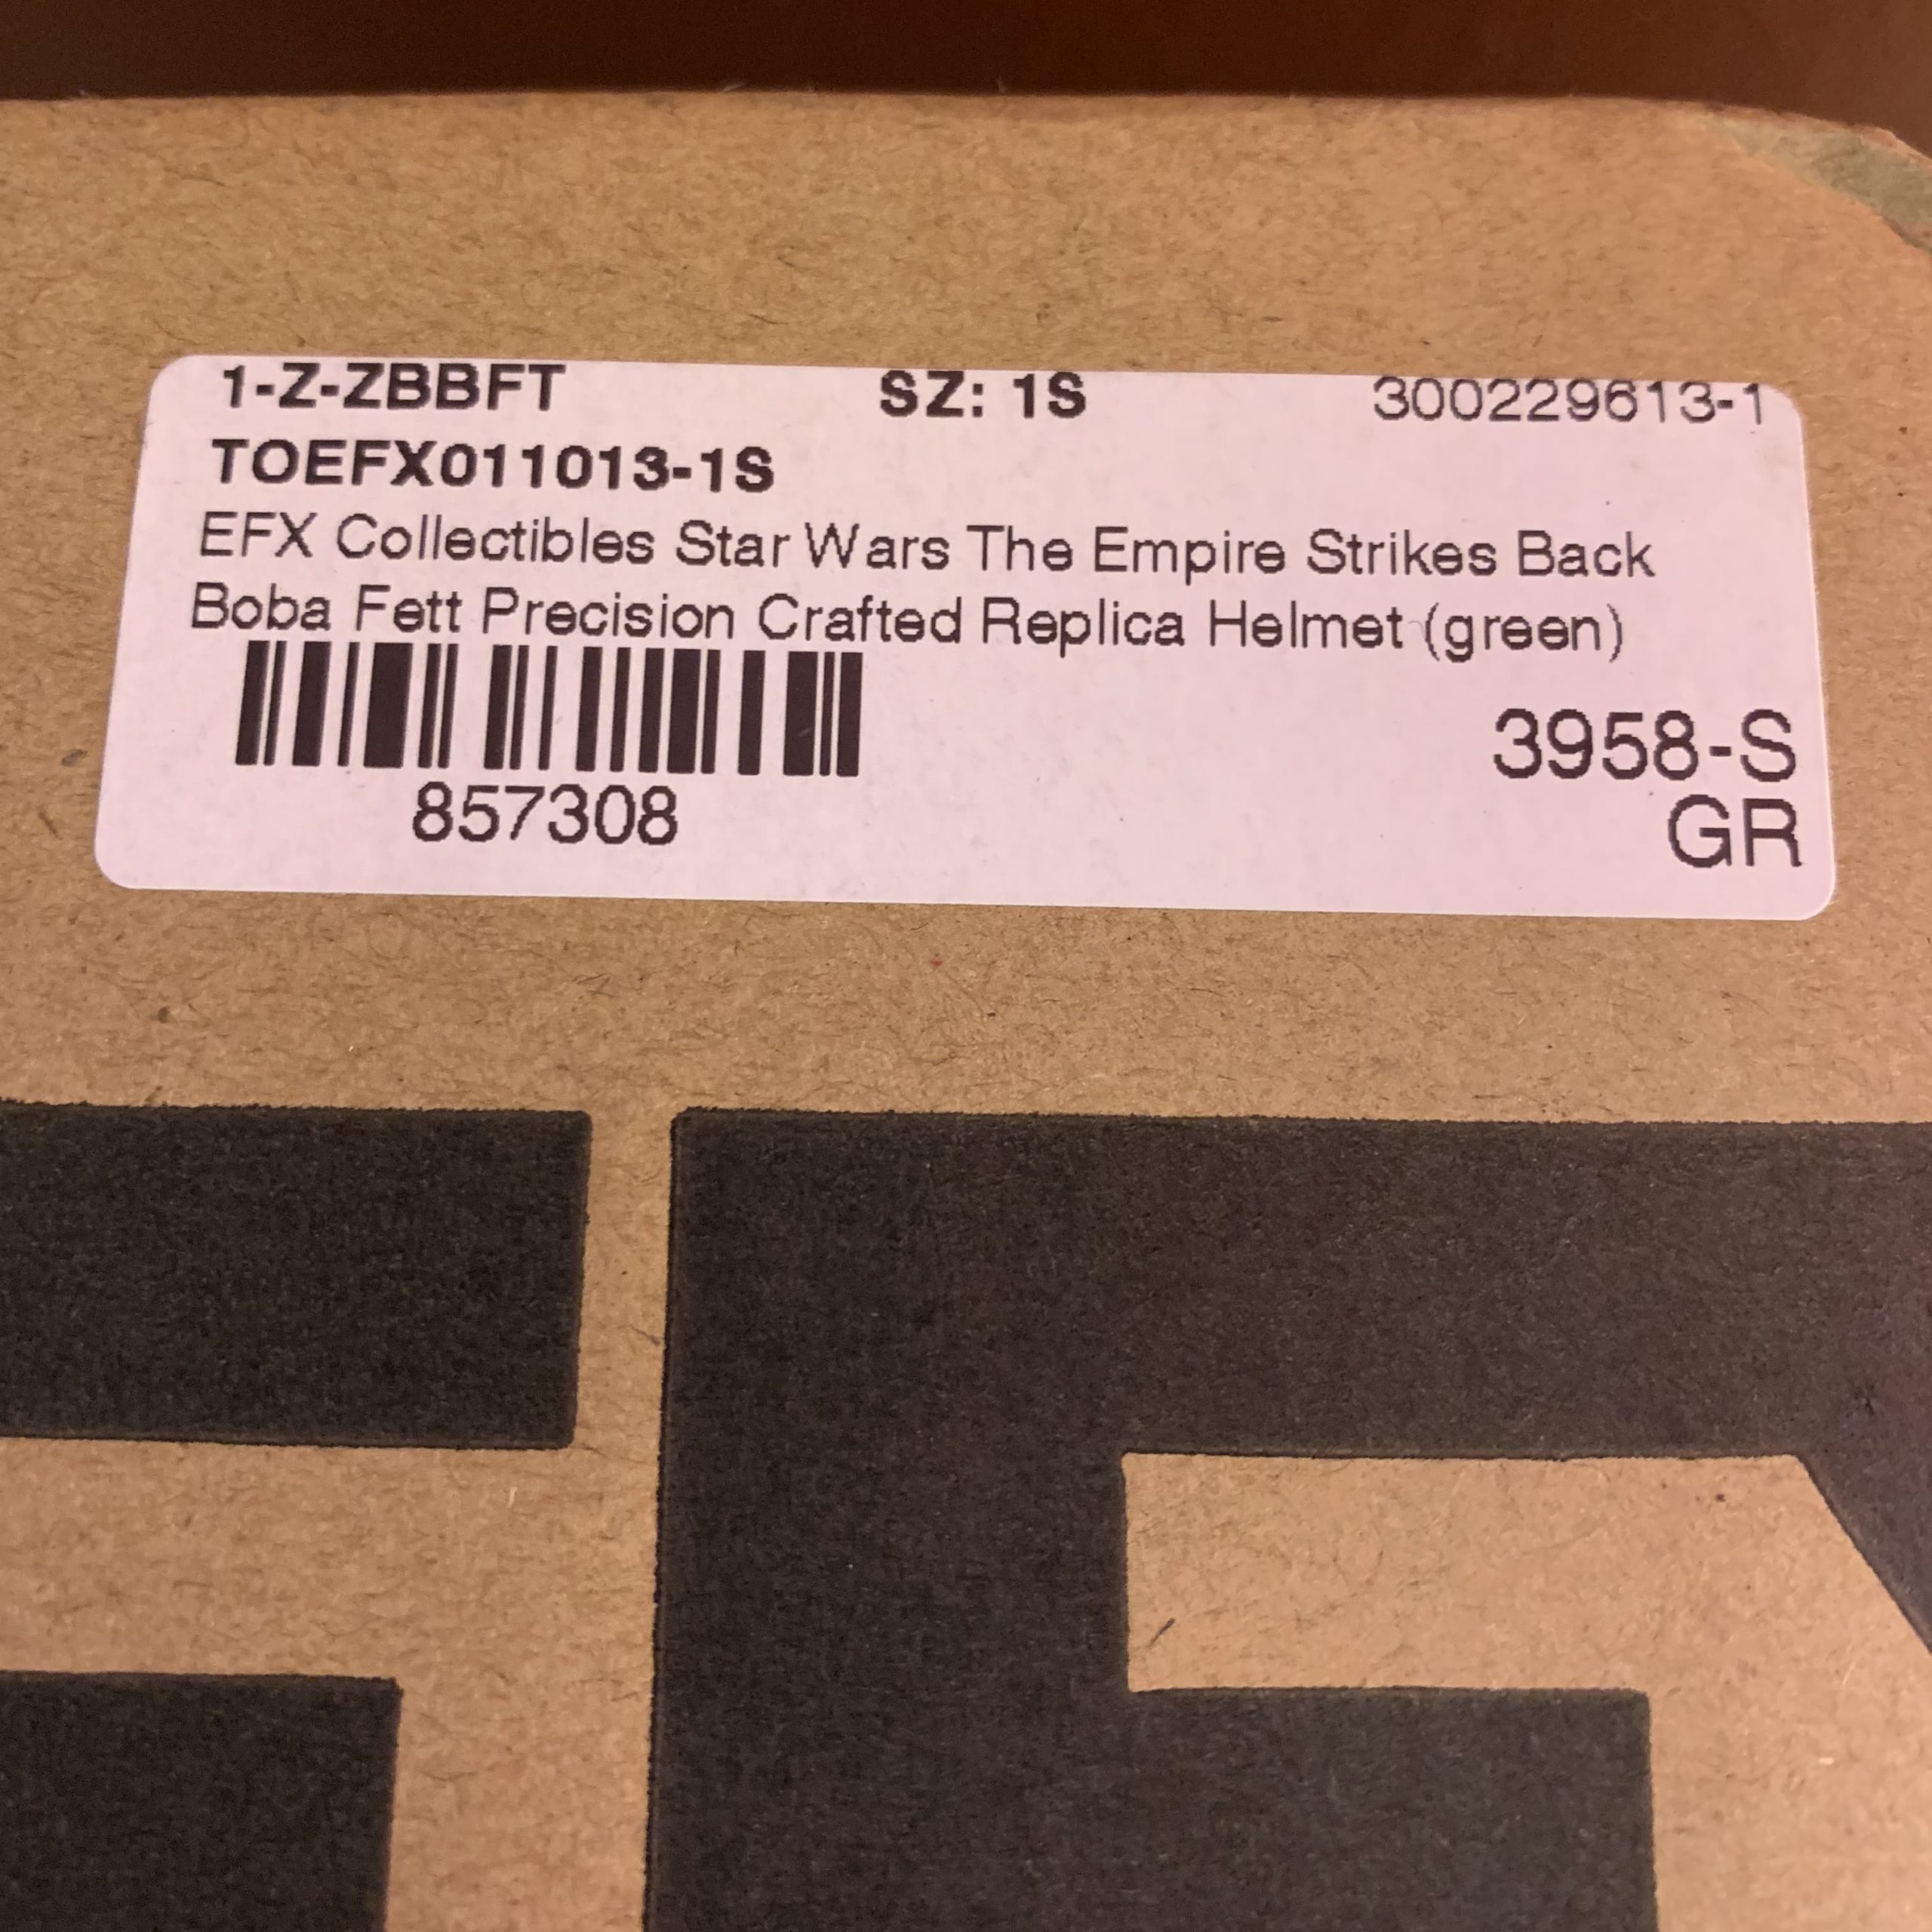 1-Z-ZBBFT SZ: 1S 300229613-1
TOEFX011013-1S
EFX Collectibles Star Wars The Empire Strikes Back
Boba Fett Precision Crafted Replica Helmet (green)
857308
3958-S
GR